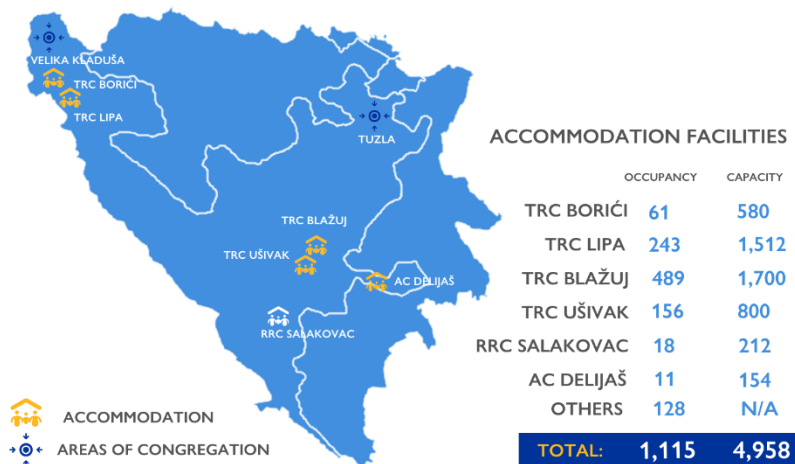 VELIKA KLADUŠA
TRC BORIĆI
TRC LIPA
TUZLA
TRC BLAŽUJ
TRC UŠIVAK
AC DELIJAŠ
RRC SALAKOVAC
ACCOMMODATION
AREAS OF CONGREGATION
ACCOMMODATION FACILITIES
OCCUPANCY CAPACITY
TRC BORIĆI 61 580
TRC LIPA 243 1,512
TRC BLAŽUJ 489 1,700
TRC UŠIVAK 156 800
RRC SALAKOVAC 18 212
AC DELIJAŠ 11 154
OTHERS 128 N/A
TOTAL: 1,115 4,958